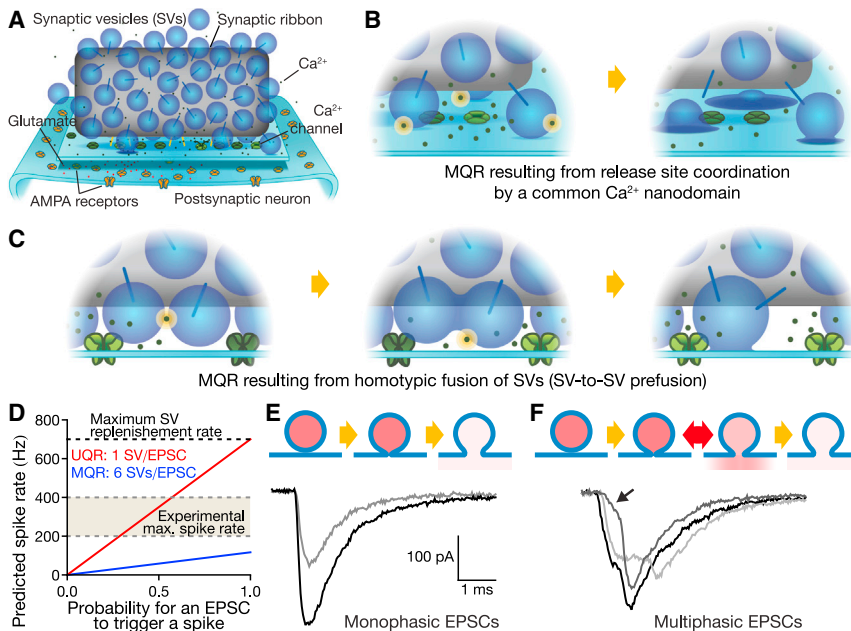 A
Synaptic vesicles (SVs)
Synaptic ribbon
Ca²⁺
Ca²⁺
channel
Glutamate
AMPA receptors
Postsynaptic neuron
B
MQR resulting from release site coordination
by a common Ca²⁺ nanodomain
C
MQR resulting from homotypic fusion of SVs (SV-to-SV prefusion)
D
Predicted spike rate (Hz)
800
600
400
200
0
Maximum SV
replenishment rate
UQR: 1 SV/EPSC
MQR: 6 SVs/EPSC
Experimental
max. spike rate
0.0
0.5
1.0
Probability for an EPSC
to trigger a spike
E
100 pA
1 ms
Monophasic EPSCs
F
Multiphasic EPSCs